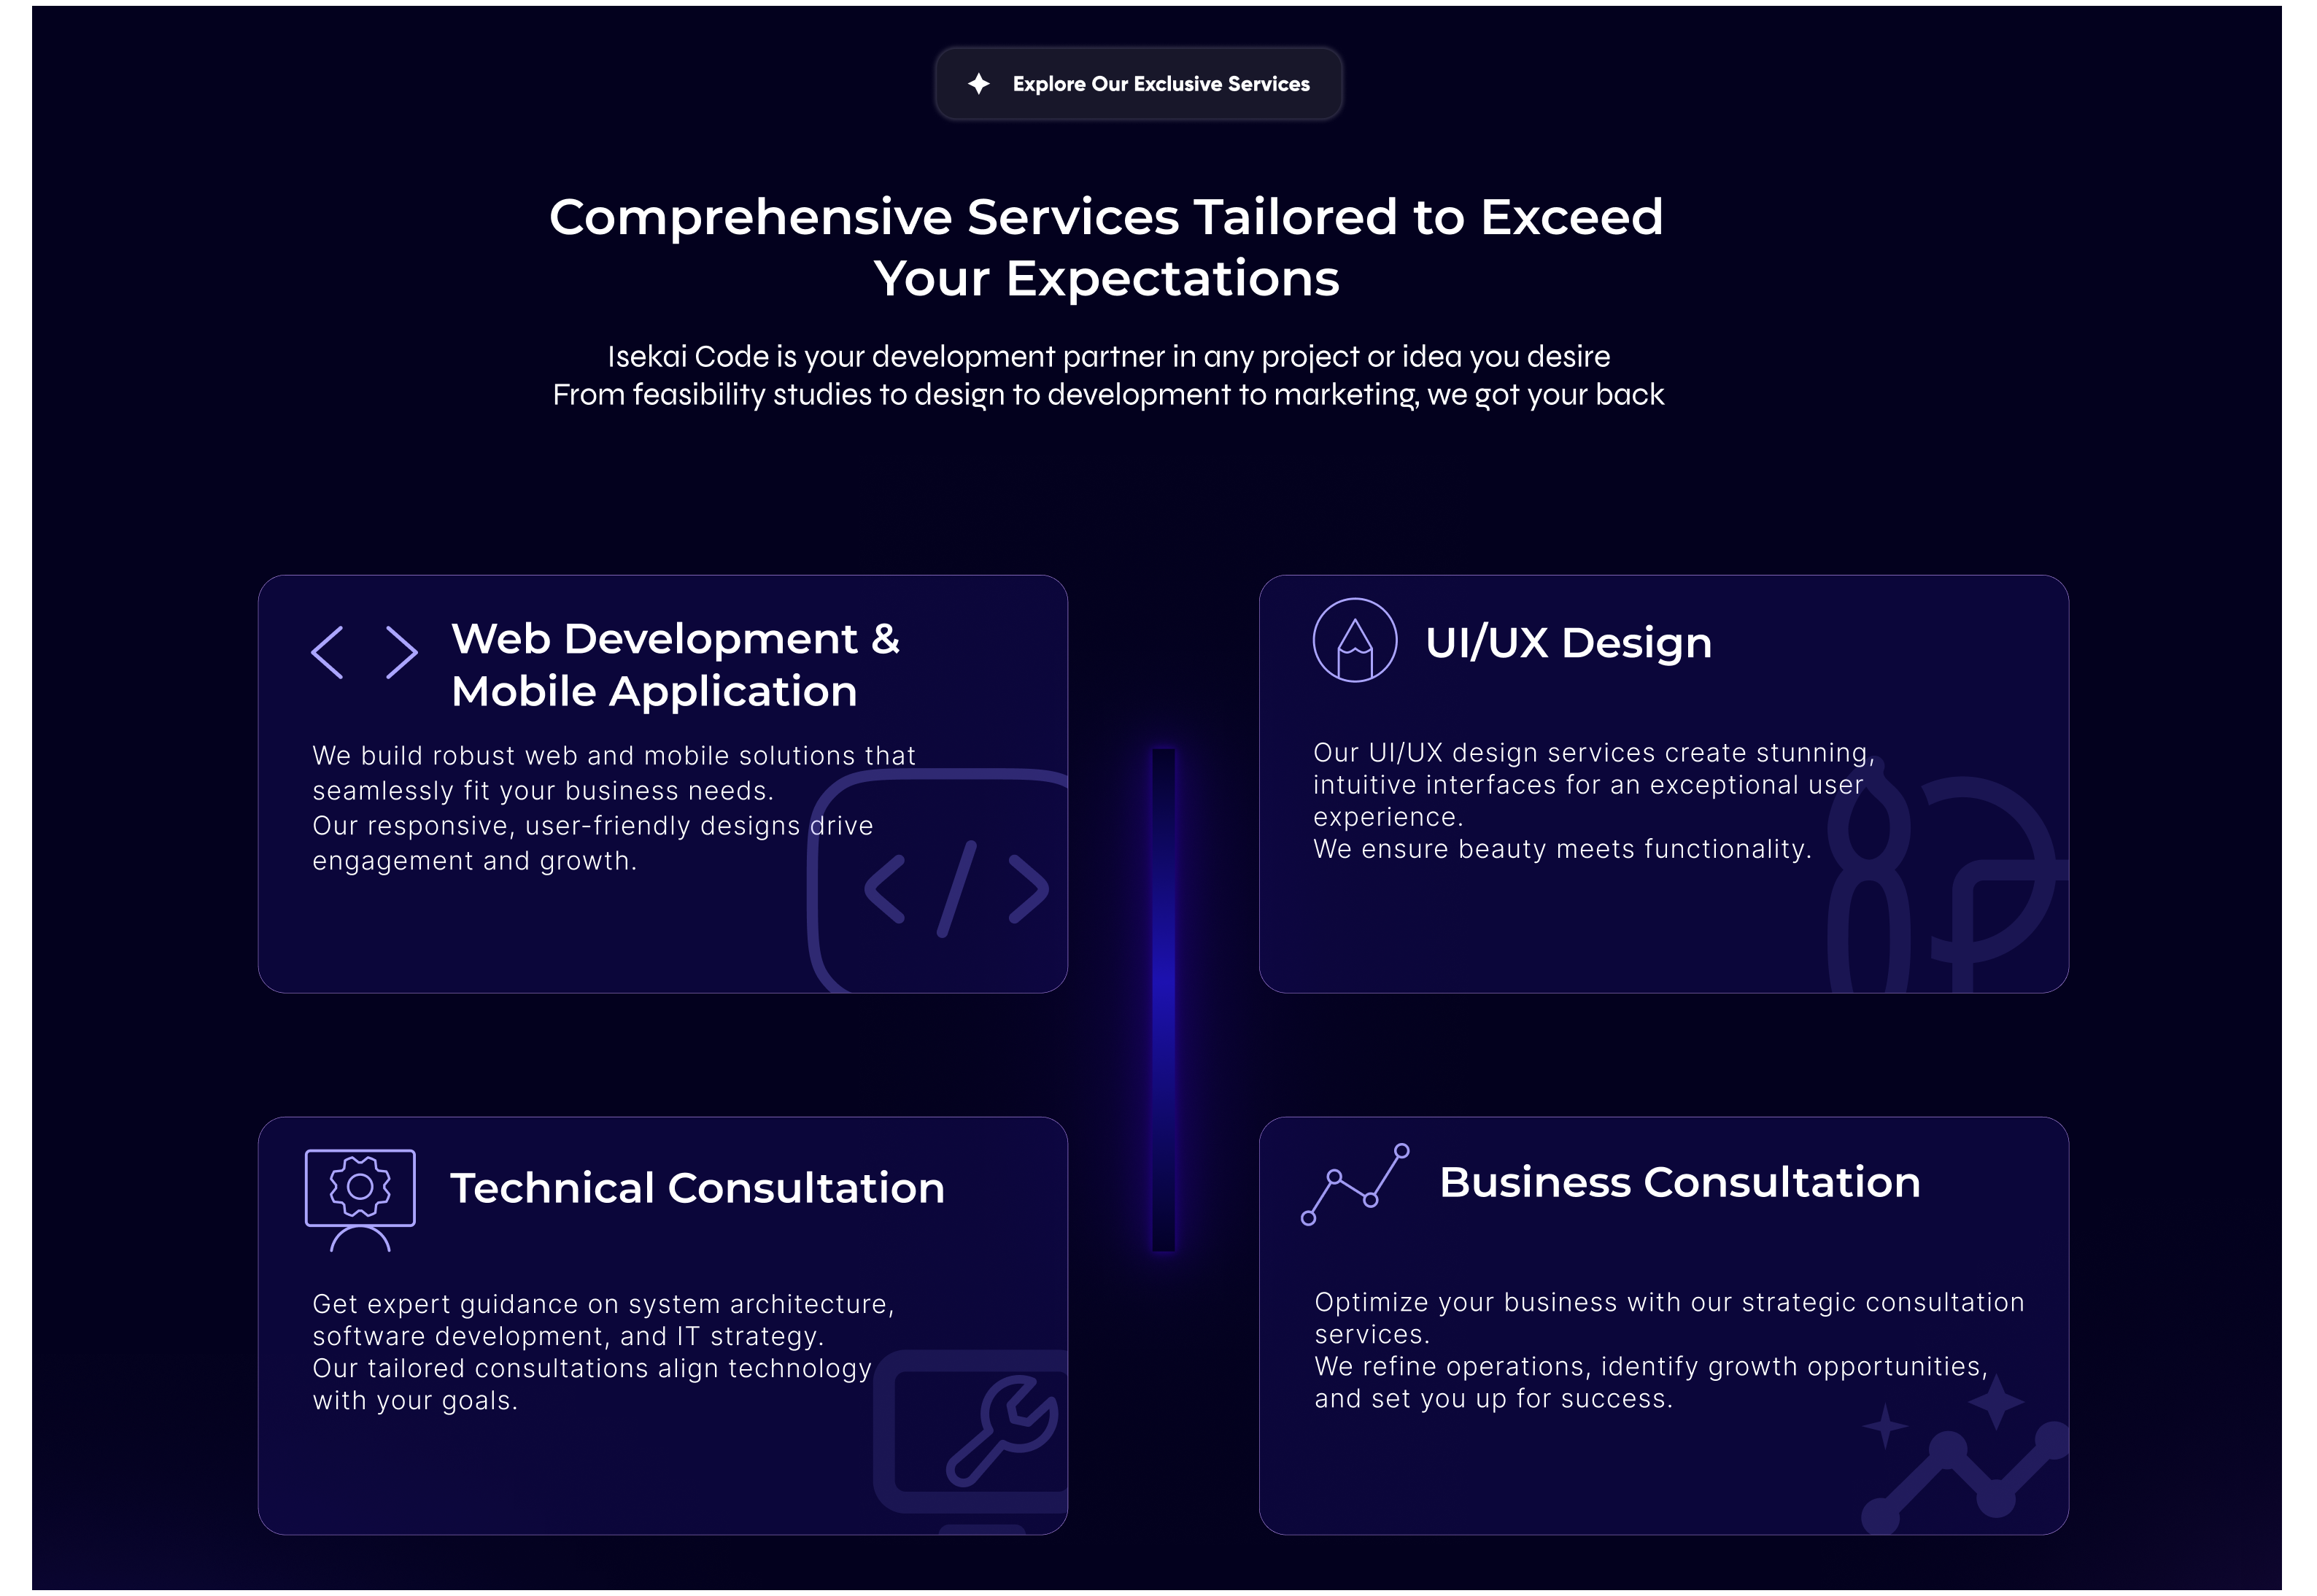 Explore Our Exclusive Services
Comprehensive Services Tailored to Exceed
Your Expectations
Isekai Code is your development partner in any project or idea you desire
From feasibility studies to design to development to marketing, we got your back
Web Development &
Mobile Application
We build robust web and mobile solutions that
seamlessly fit your business needs.
Our responsive, user-friendly designs drive
engagement and growth.
UI/UX Design
Our UI/UX design services create stunning,
intuitive interfaces for an exceptional user
experience.
We ensure beauty meets functionality.
Technical Consultation
Get expert guidance on system architecture,
software development, and IT strategy.
Our tailored consultations align technology
with your goals.
Business Consultation
Optimize your business with our strategic consultation
services.
We refine operations, identify growth opportunities,
and set you up for success.